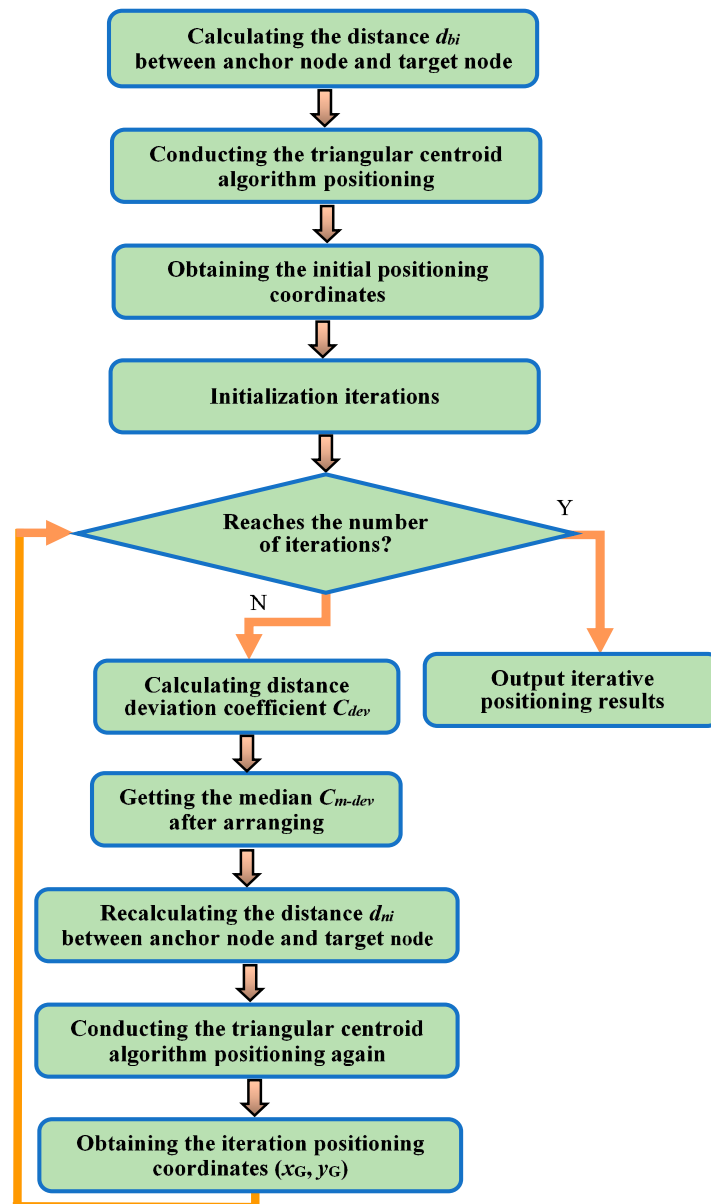 Calculating the distance dbi
between anchor node and target node
Conducting the triangular centroid
algorithm positioning
Obtaining the initial positioning
coordinates
Initialization iterations
Reaches the number
of iterations?
Y
N
Calculating distance
deviation coefficient Cdev
Output iterative
positioning results
Getting the median Cm-dev
after arranging
Recalculating the distance dni
between anchor node and target node
Conducting the triangular centroid
algorithm positioning again
Obtaining the iteration positioning
coordinates (xG, yG)